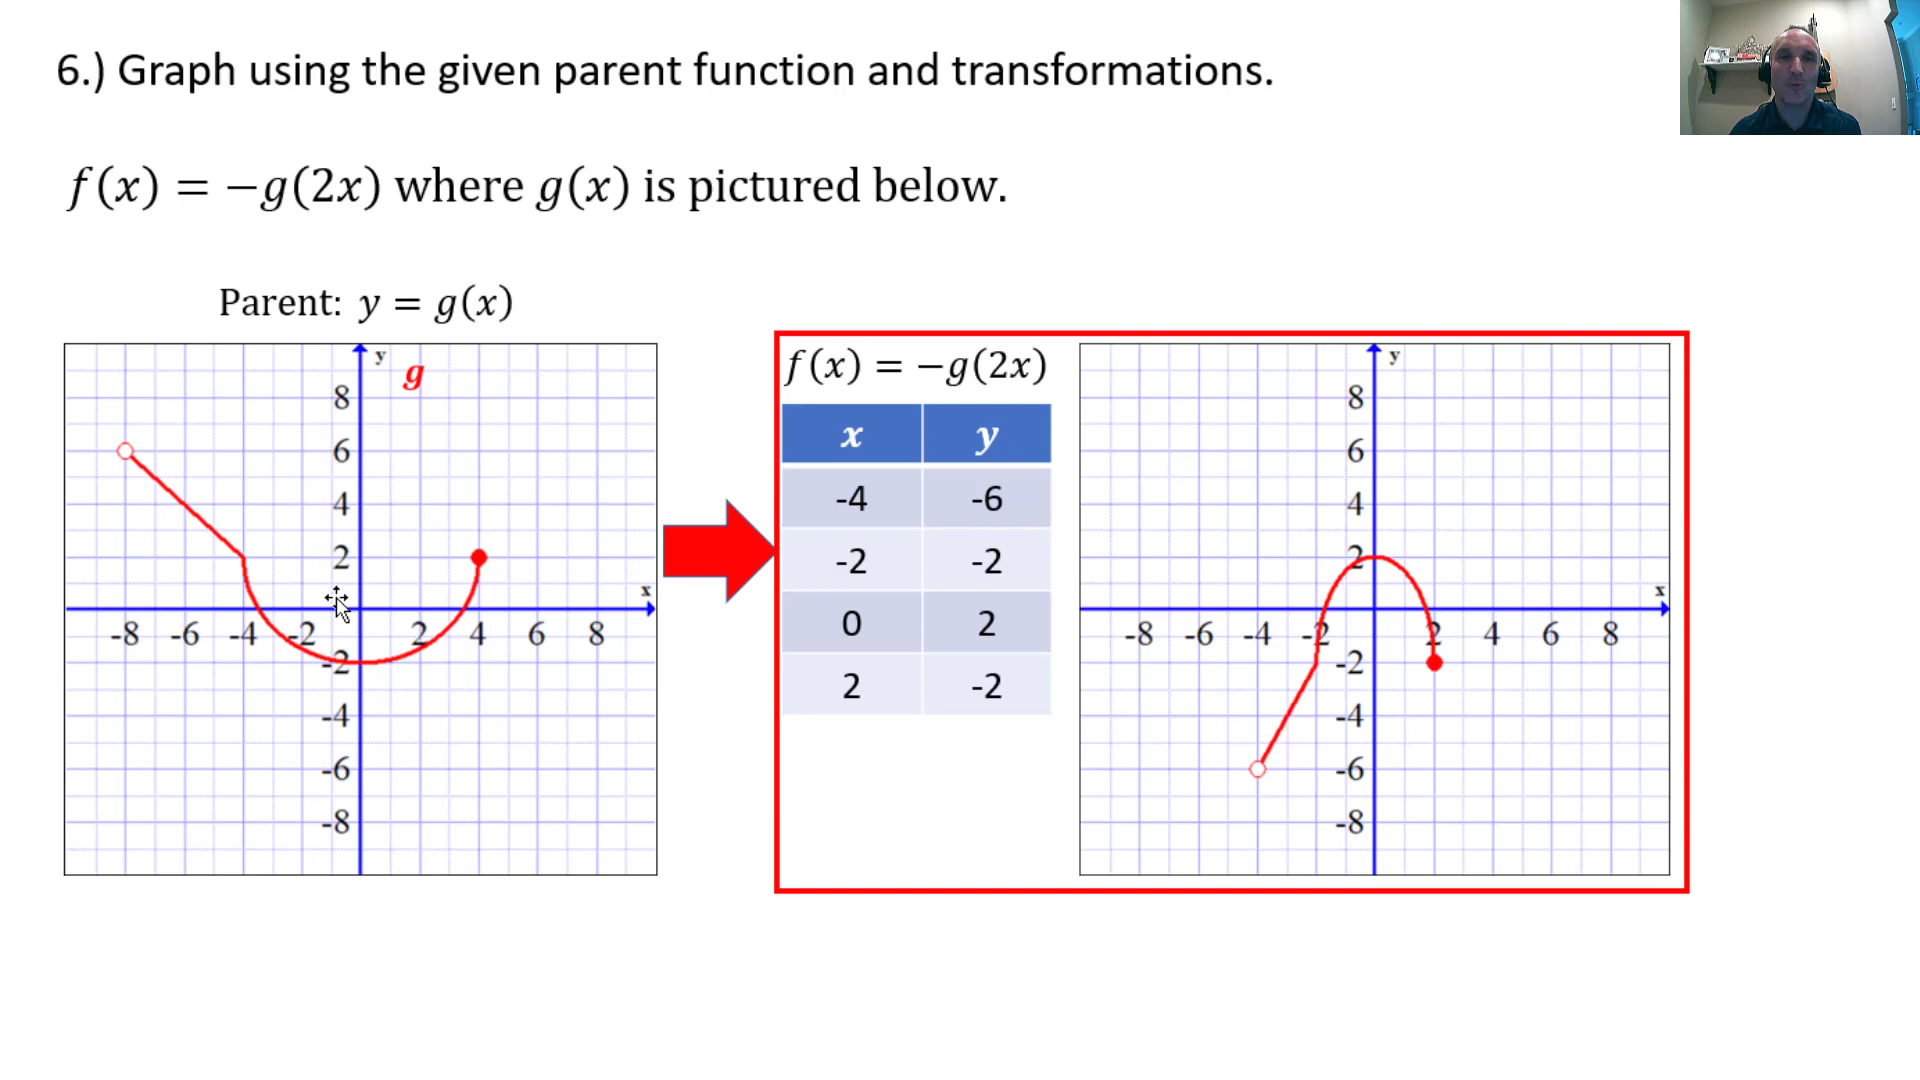 6.) Graph using the given parent function and transformations.
f(x) = −g(2x) where g(x) is pictured below.
Parent: y = g(x)
y
g
8
6
4
2
x
-8 -6 -4 -2 2 4 6 8
-2
-4
-6
-8
f(x) = −g(2x)
x y
-4 -6
-2 -2
0 2
2 -2
y
8
6
4
2
x
-8 -6 -4 -2 2 4 6 8
-2
-4
-6
-8